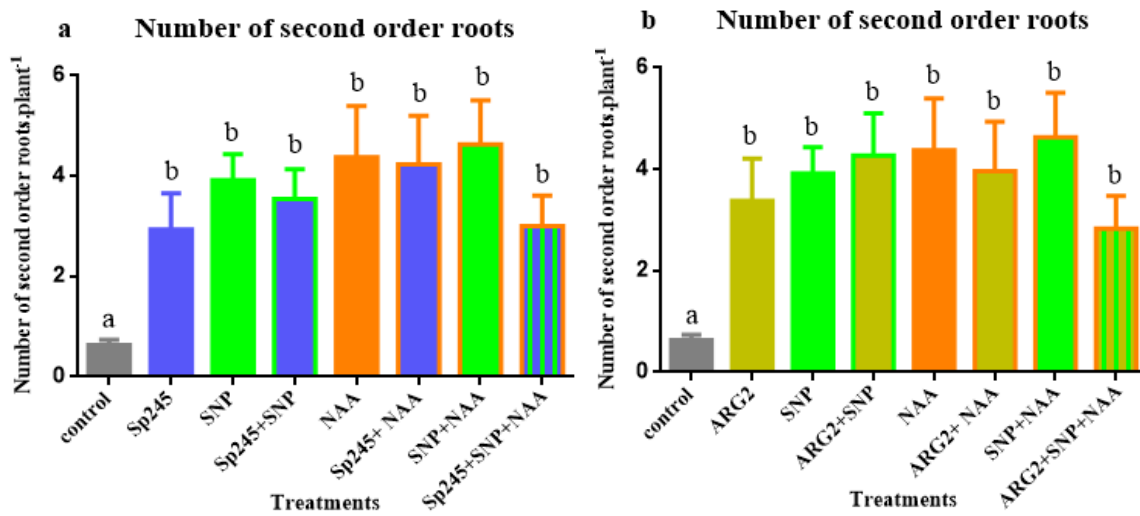 a Number of second order roots
Number of second order roots.plant-1
6
4
2
0
a
b
b
b
b
b
b
b
control
Sp245
SNP
Sp245+SNP
NAA
Sp245+ NAA
SNP+NAA
Sp245+SNP+NAA
Treatments
b Number of second order roots
Number of second order roots.plant-1
6
4
2
0
a
b
b
b
b
b
b
b
control
ARG2
SNP
ARG2+SNP
NAA
ARG2+ NAA
SNP+NAA
ARG2+SNP+NAA
Treatments